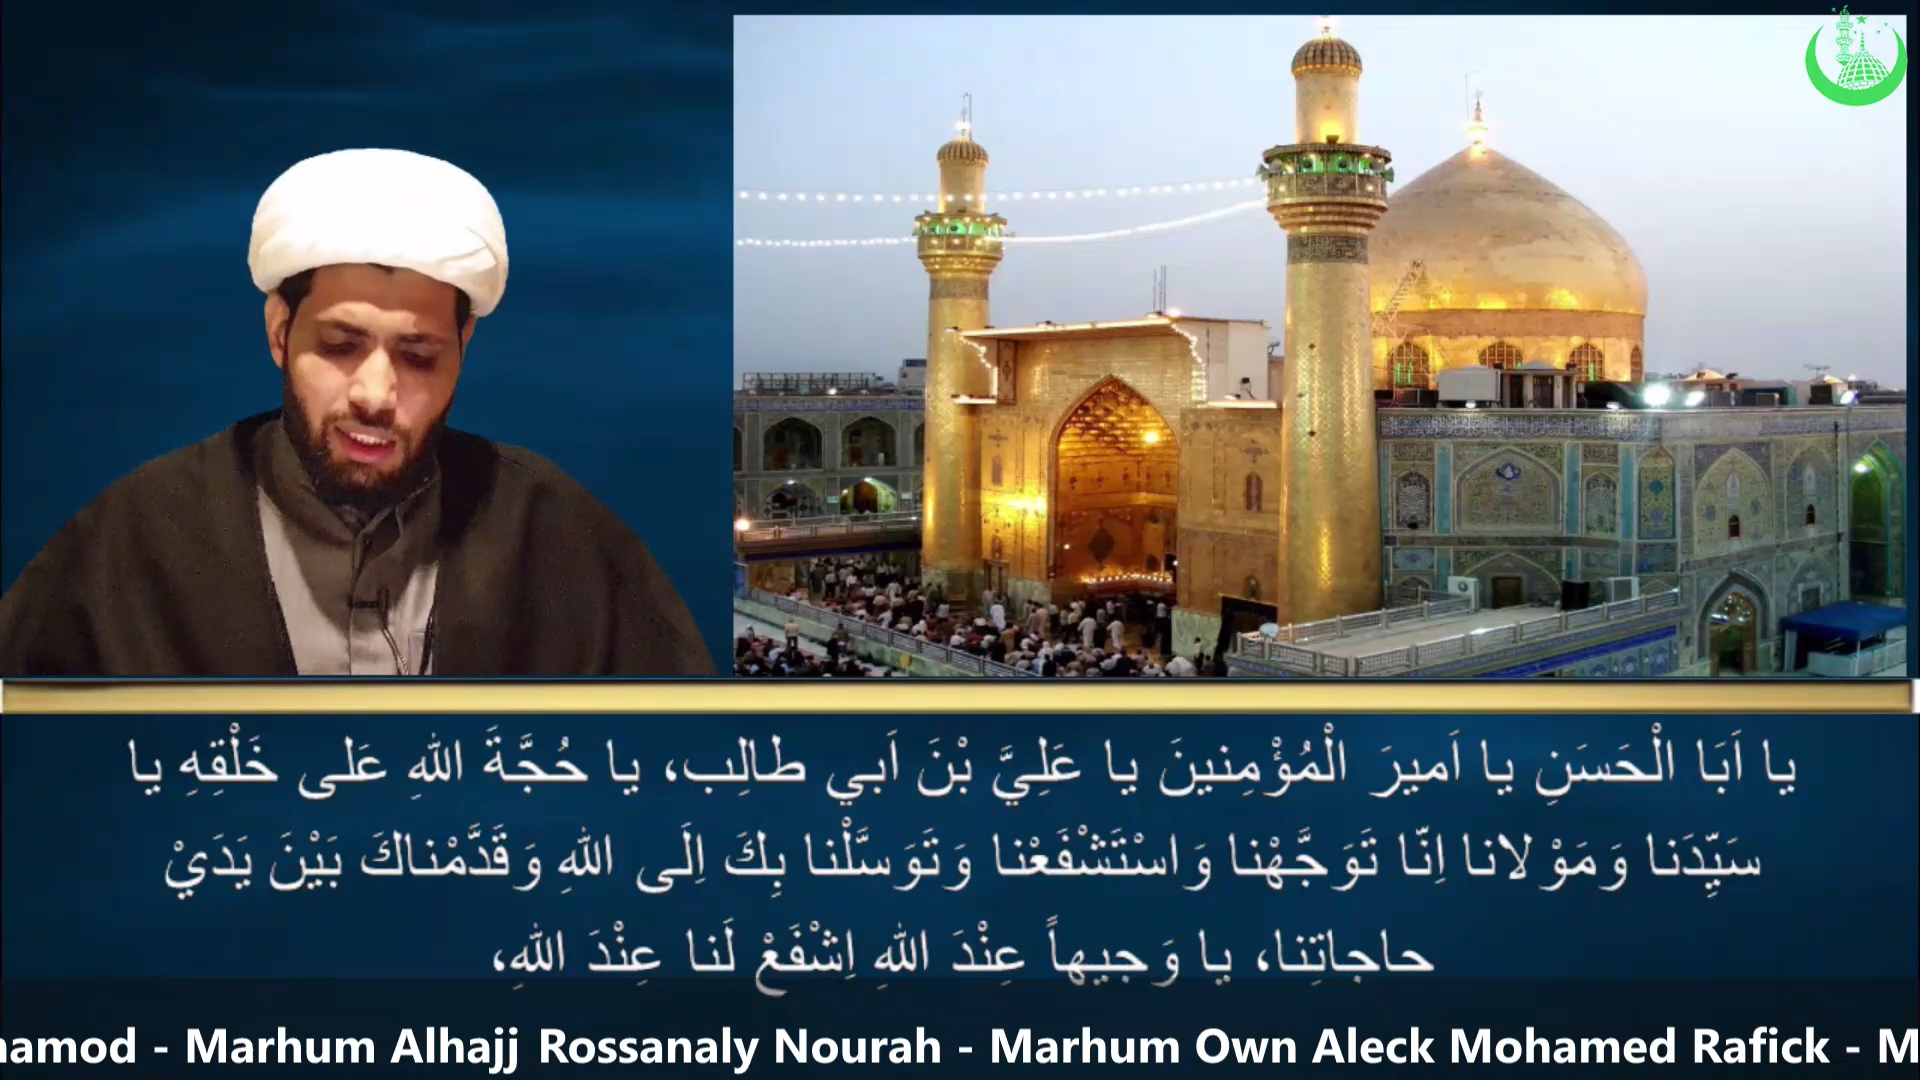 يا اَبَا الْحَسَنِ يا اَميرَ الْمُؤْمِنينَ يا عَلِيَّ بْنَ اَبي طالِب، يا حُجَّةَ اللهِ عَلى خَلْقِهِ يا
سَيِّدَنا وَمَوْلانا اِنّا تَوَجَّهْنا وَاسْتَشْفَعْنا وَتَوَسَّلْنا بِكَ اِلَى اللهِ وَقَدَّمْناكَ بَيْنَ يَدَيْ
حاجاتِنا، يا وَجيهاً عِنْدَ اللهِ اِشْفَعْ لَنا عِنْدَ اللهِ،
hamod - Marhum Alhajj Rossanaly Nourah - Marhum Own Aleck Mohamed Rafick - M